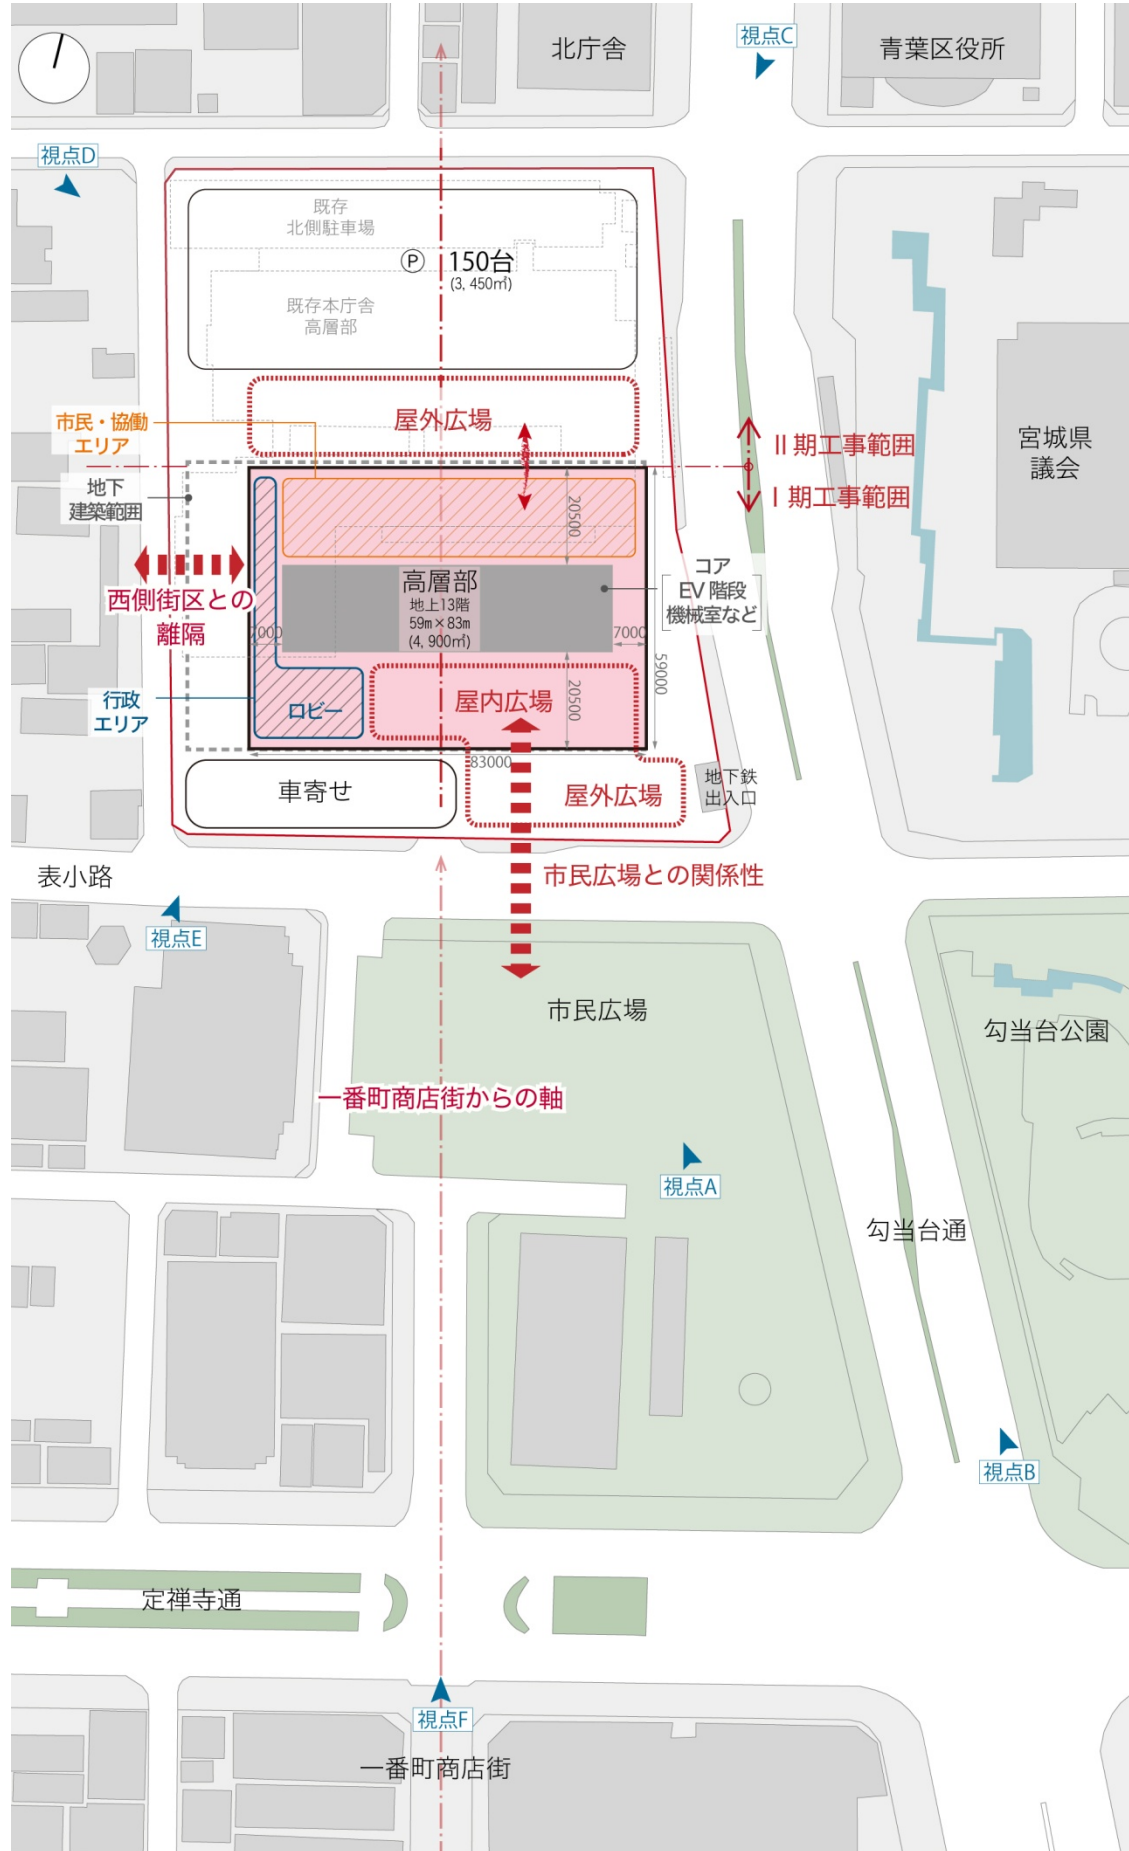 北庁舎
視点C
青葉区役所
視点D
既存
北側駐車場
P 150台
(3, 450㎡)
既存本庁舎
高層部
市民・協働
エリア
屋外広場
宮城県
議会
Ⅱ期工事範囲
Ⅰ期工事範囲
地下
建築範囲
20500
コア
EV 階段
機械室など
高層部
地上13階
59m×83m
(4, 900㎡)
西側街区との
離隔
7000
7000
59000
行政
エリア
ロビー
屋内広場
20500
83000
車寄せ
屋外広場
地下鉄
出入口
表小路
市民広場との関係性
視点E
市民広場
勾当台公園
一番町商店街からの軸
視点A
勾当台通
視点B
定禅寺通
視点F
一番町商店街